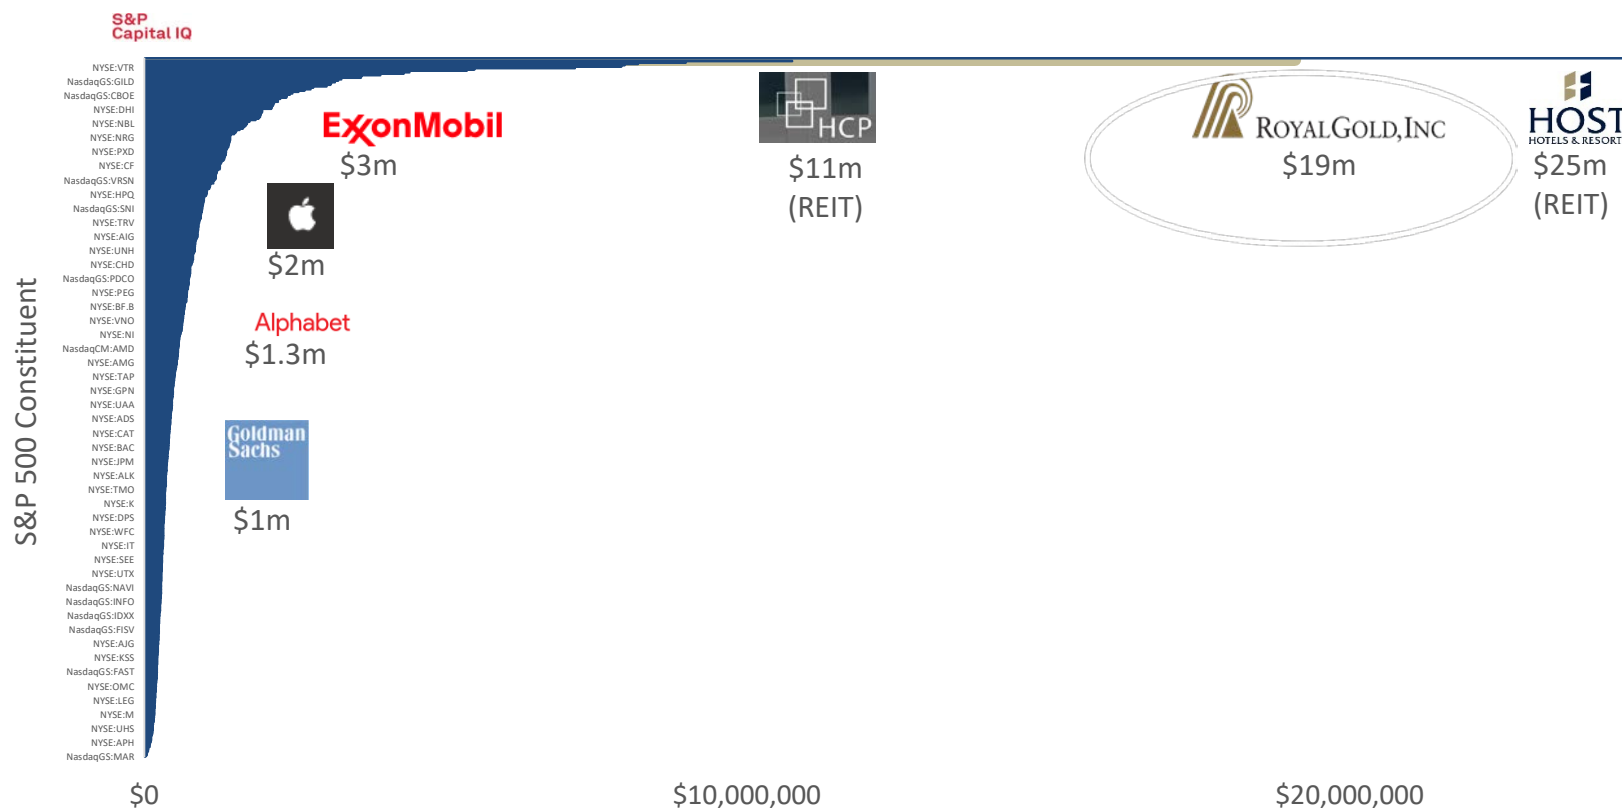 S&P
Capital IQ
S&P 500 Constituent
NYSE:VTR
NasdaqGS:GILD
NasdaqGS:CBOE
NYSE:DHI
NYSE:NBL
NYSE:NRG
NYSE:PXD
NYSE:CF
NasdaqGS:VRSN
NYSE:HPQ
NasdaqGS:SNI
NYSE:TRV
NYSE:AIG
NYSE:UNH
NYSE:CHD
NasdaqGS:PDCO
NYSE:PEG
NYSE:BF.B
NYSE:VNO
NYSE:NI
NasdaqCM:AMD
NYSE:AMG
NYSE:TAP
NYSE:GPN
NYSE:UAA
NYSE:ADS
NYSE:CAT
NYSE:BAC
NYSE:JPM
NYSE:ALK
NYSE:TMO
NYSE:K
NYSE:DPS
NYSE:WFC
NYSE:IT
NYSE:SEE
NYSE:UTX
NasdaqGS:NAVI
NasdaqGS:INFO
NasdaqGS:IDXX
NasdaqGS:FISV
NYSE:AJG
NYSE:KSS
NasdaqGS:FAST
NYSE:OMC
NYSE:LEG
NYSE:M
NYSE:UHS
NYSE:APH
NasdaqGS:MAR
ExxonMobil
$3m
$2m
Alphabet
$1.3m
Goldman
Sachs
$1m
HCP
$11m
(REIT)
ROYAL GOLD, INC
$19m
HOST
HOTELS & RESORT
$25m
(REIT)
$0
$10,000,000
$20,000,000